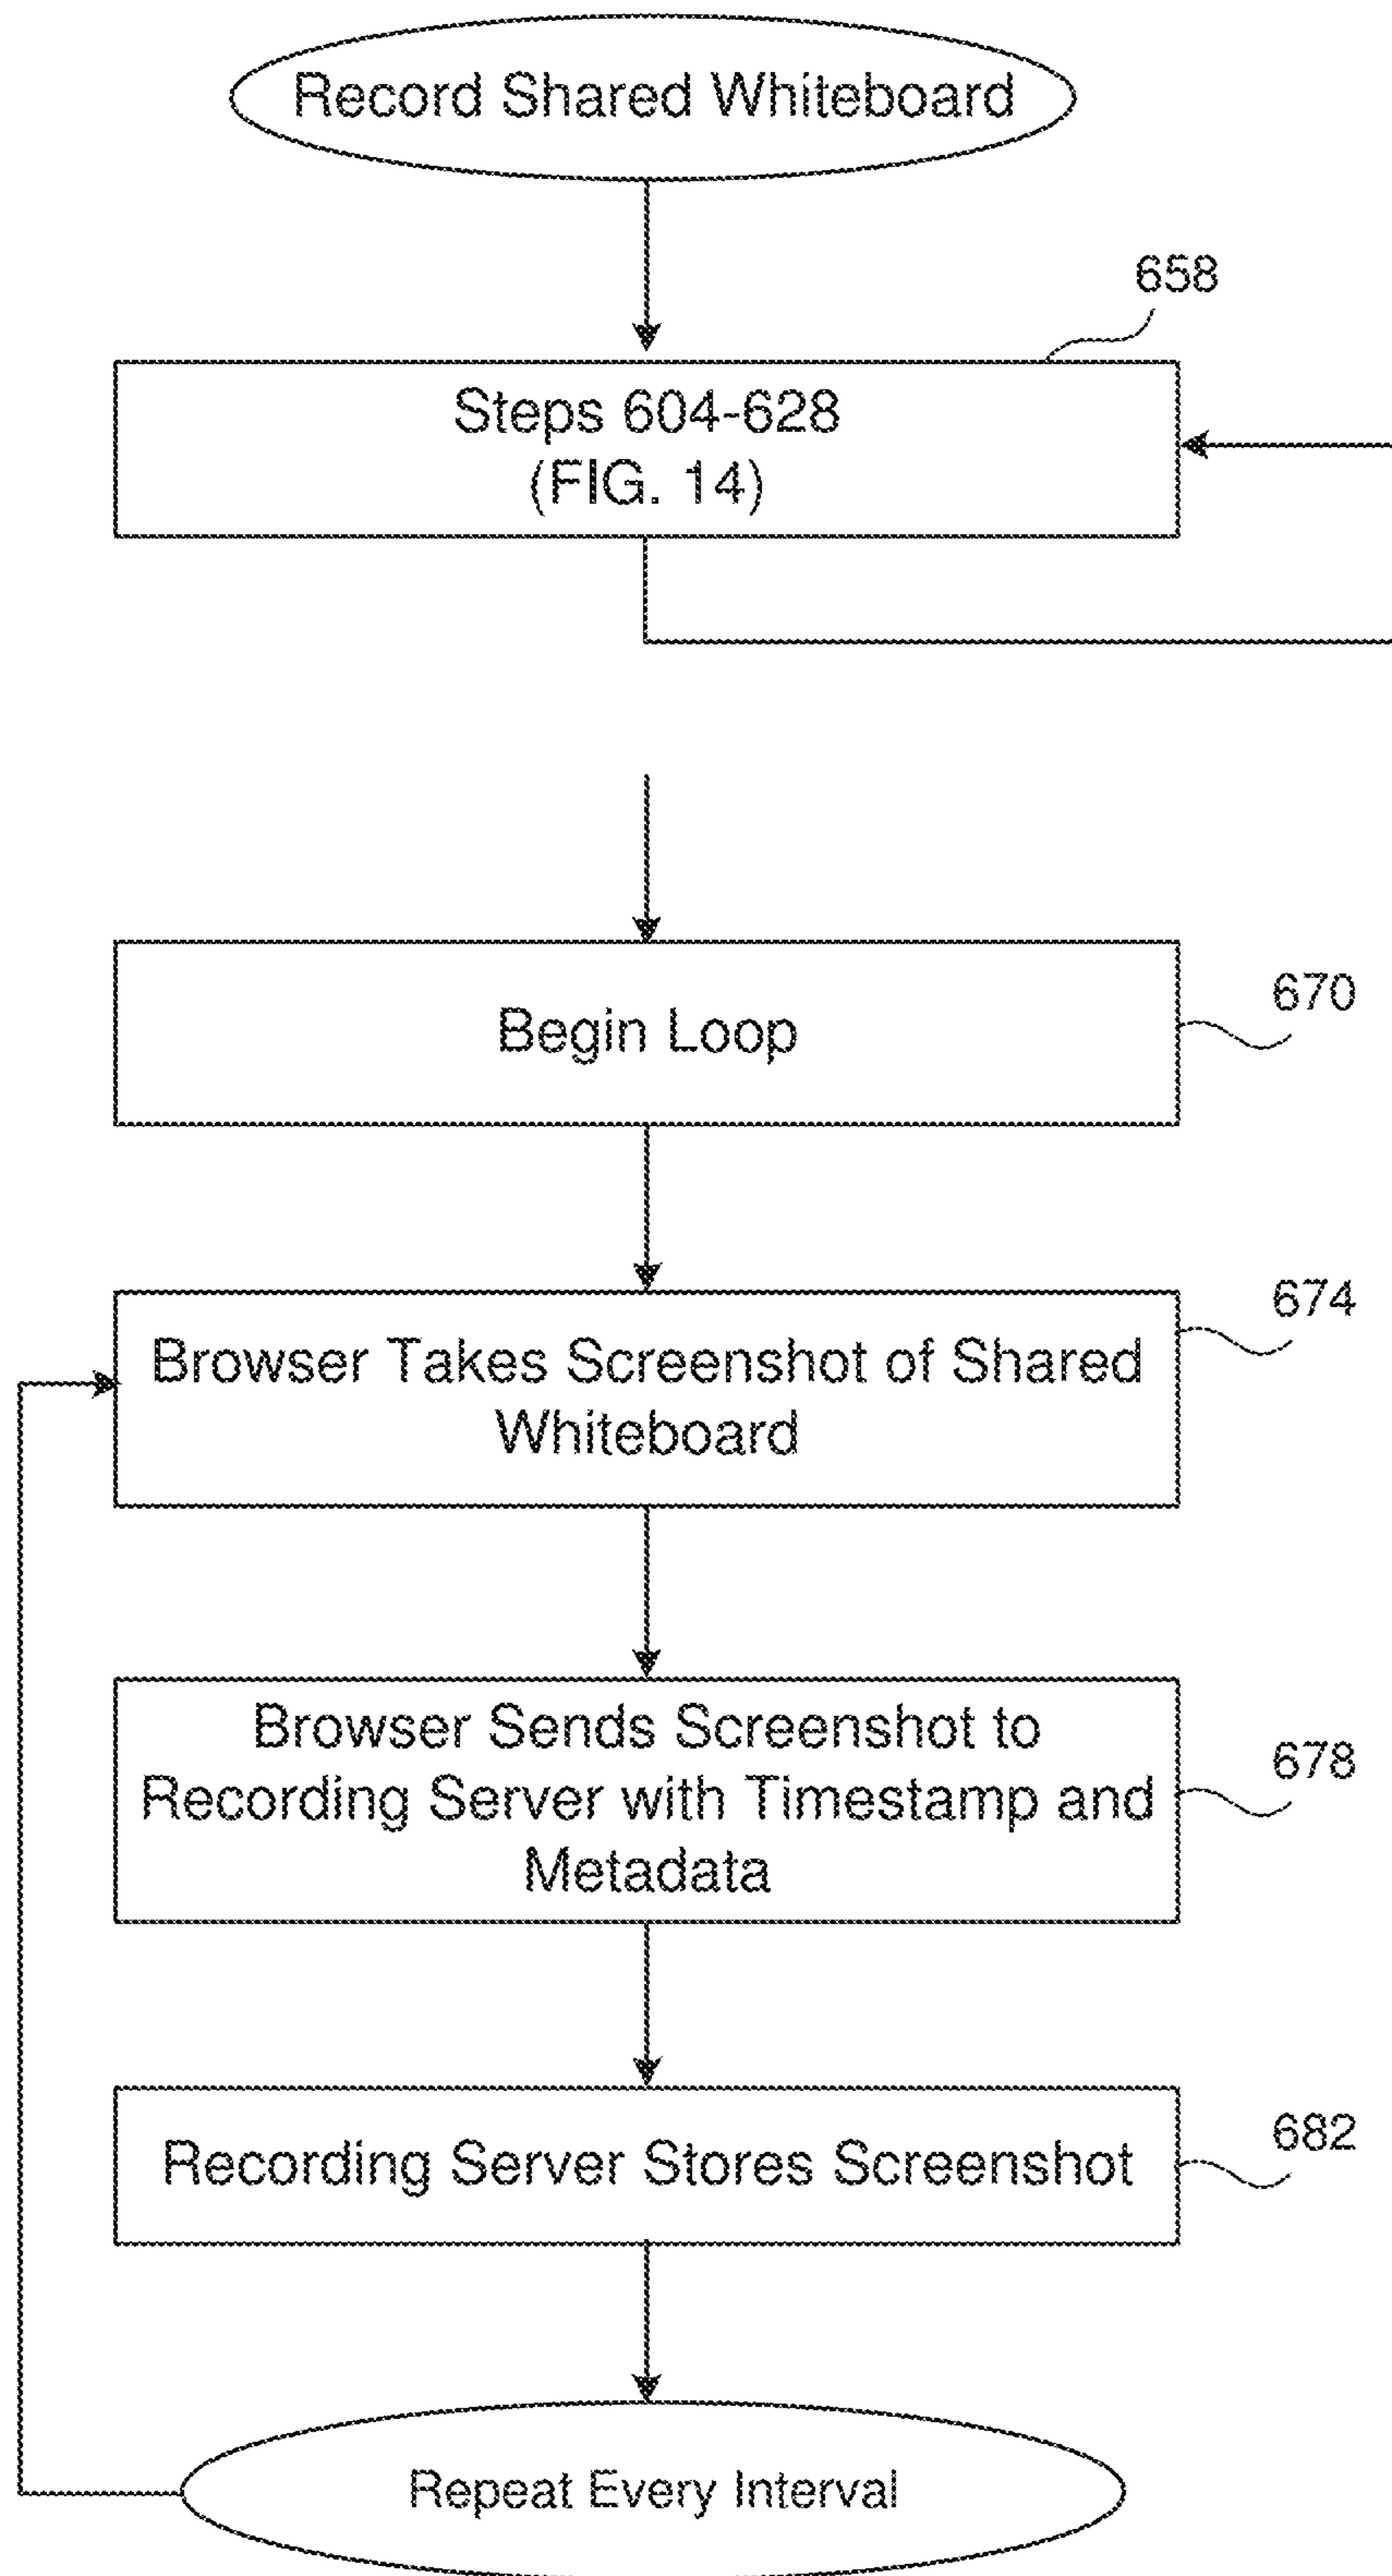 Record Shared Whiteboard
658
Steps 604-628
(FIG. 14)
Begin Loop
670
Browser Takes Screenshot of Shared
Whiteboard
674
Browser Sends Screenshot to
Recording Server with Timestamp and
Metadata
678
Recording Server Stores Screenshot
682
Repeat Every Interval